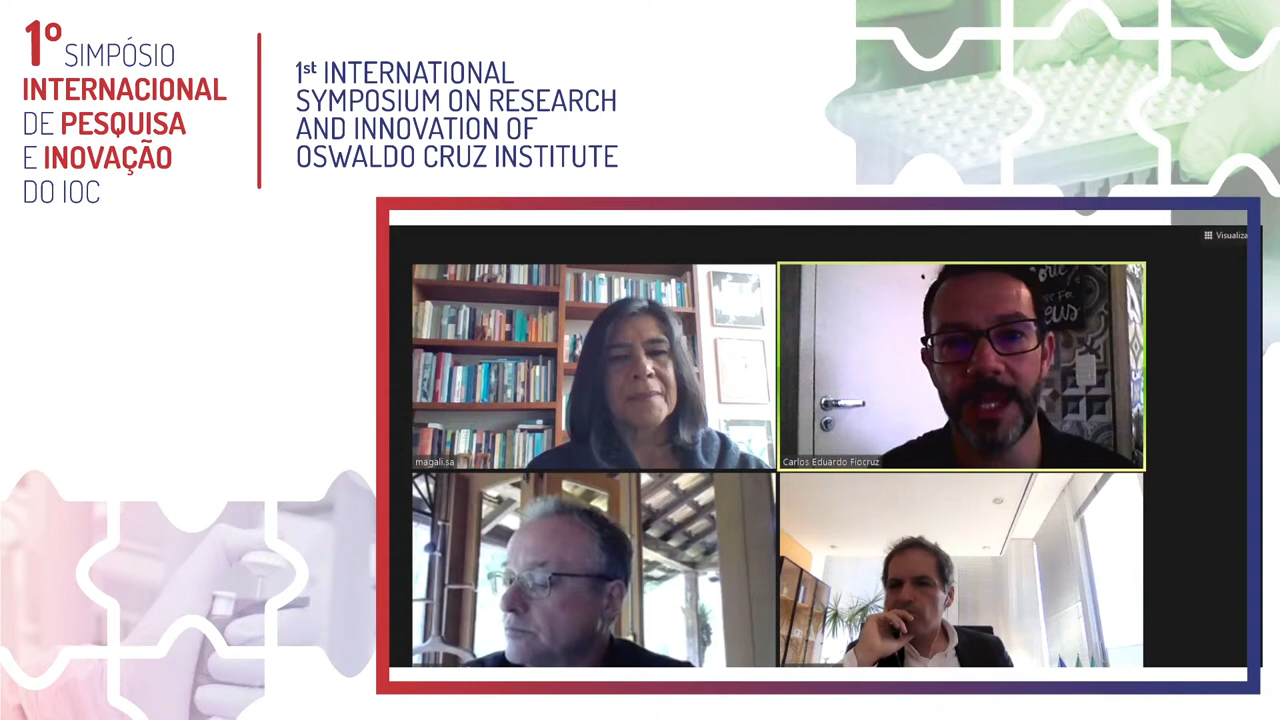 1º SIMPÓSIO
INTERNACIONAL
DE PESQUISA
E INOVAÇÃO
DO IOC
1st INTERNATIONAL
SYMPOSIUM ON RESEARCH
AND INNOVATION OF
OSWALDO CRUZ INSTITUTE
Visualiza
magali.sa
Carlos Eduardo Fiocruz